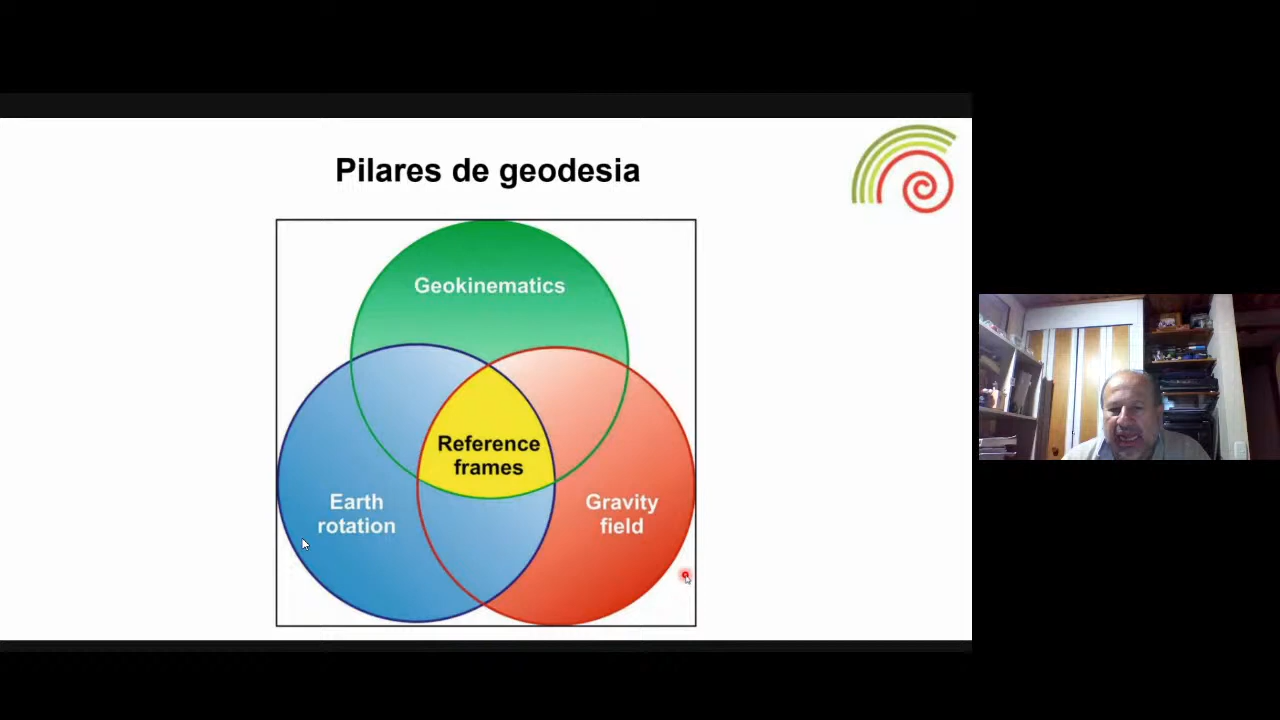 Pilares de geodesia
Geokinematics
Reference
frames
Earth
rotation
Gravity
field